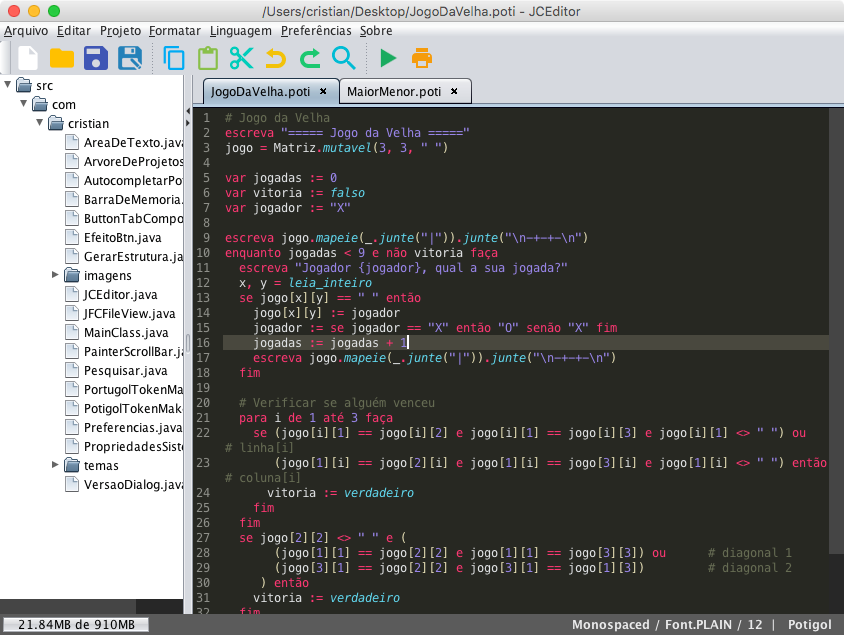 /Users/cristian/Desktop/JogoDaVelha.poti - JCEditor
Arquivo Editar Projeto Formatar Linguagem Preferências Sobre
src
com
cristian
AreaDeTexto.java
ArvoreDeProjetos
AutocompletarPo
BarraDeMemoria.
ButtonTabCompo
EfeitoBtn.java
GerarEstrutura.ja
imagens
JCEditor.java
JFCFileView.java
MainClass.java
PainterScrollBar.j
Pesquisar.java
PortugolTokenMa
PotigolTokenMak
Preferencias.java
PropriedadesSist
temas
VersaoDialog.java
JogoDaVelha.poti × MaiorMenor.poti ×
1 # Jogo da Velha
2 escreva "===== Jogo da Velha ====="
3 jogo = Matriz.mutavel(3, 3, " ")
4
5 var jogadas := 0
6 var vitoria := falso
7 var jogador := "X"
8
9 escreva jogo.mapeie(_.junte("|")).junte("\n-+-+-\n")
10 enquanto jogadas < 9 e não vitoria faça
11 escreva "Jogador {jogador}, qual a sua jogada?"
12 x, y = leia_inteiro
13 se jogo[x][y] == " " então
14 jogo[x][y] := jogador
15 jogador := se jogador == "X" então "O" senão "X" fim
16 jogadas := jogadas + 1
17 escreva jogo.mapeie(_.junte("|")).junte("\n-+-+-\n")
18 fim
19
20 # Verificar se alguém venceu
21 para i de 1 até 3 faça
22 se (jogo[i][1] == jogo[i][2] e jogo[i][1] == jogo[i][3] e jogo[i][1] <> " ") ou
# linha[i]
23 (jogo[1][i] == jogo[2][i] e jogo[1][i] == jogo[3][i] e jogo[1][i] <> " ") então
# coluna[i]
24 vitoria := verdadeiro
25 fim
26 fim
27 se jogo[2][2] <> " " e (
28 (jogo[1][1] == jogo[2][2] e jogo[1][1] == jogo[3][3]) ou # diagonal 1
29 (jogo[3][1] == jogo[2][2] e jogo[3][1] == jogo[1][3]) # diagonal 2
30 ) então
31 vitoria := verdadeiro
32 fim
21.84MB de 910MB
Monospaced / Font.PLAIN / 12 | Potigol